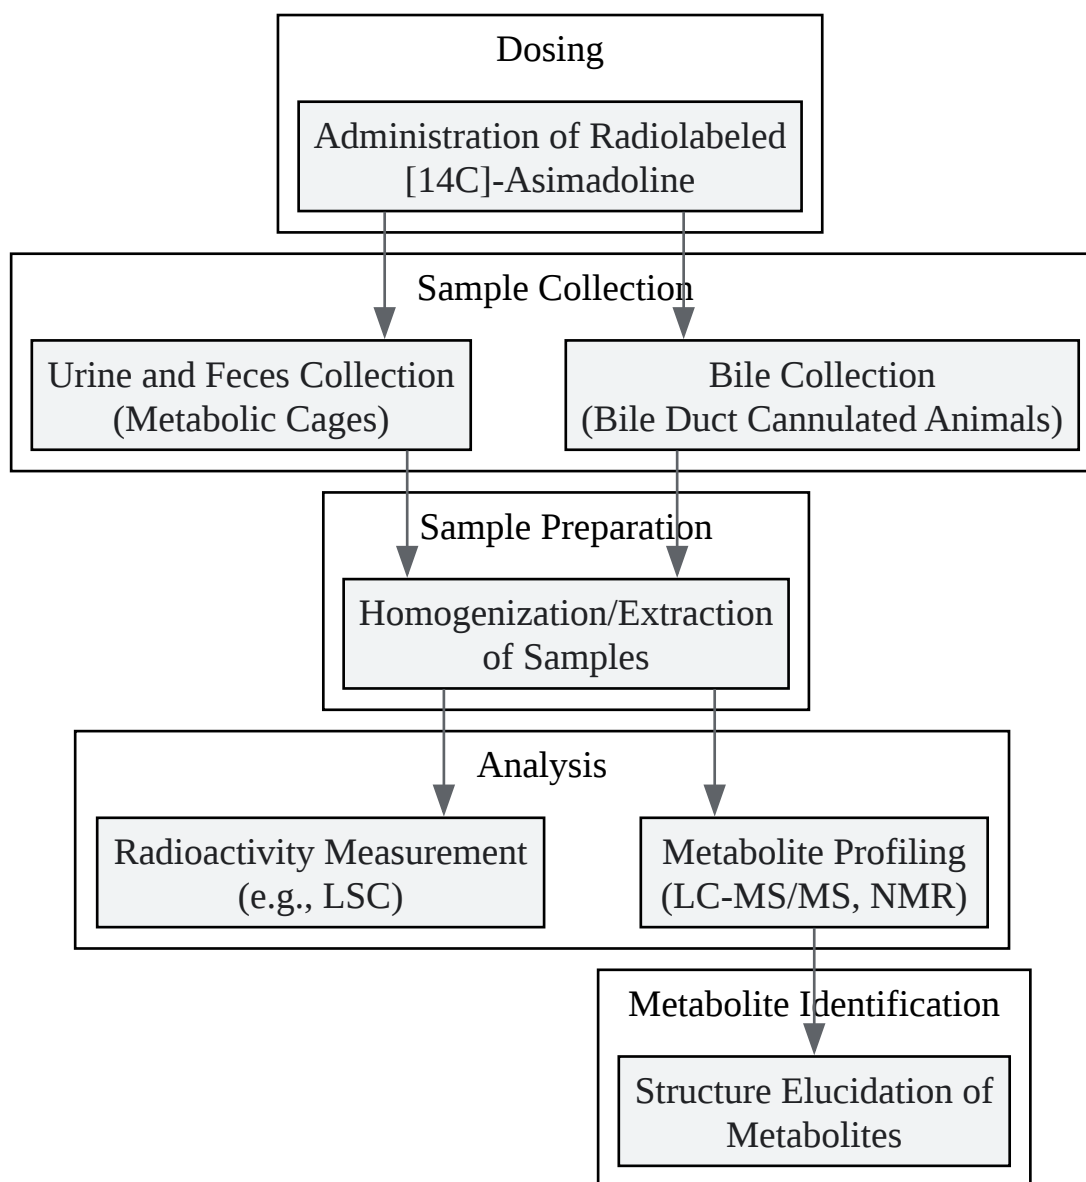 Dosing
Administration of Radiolabeled
[14C]-Asimadoline
Sample Collection
Urine and Feces Collection
(Metabolic Cages)
Bile Collection
(Bile Duct Cannulated Animals)
Sample Preparation
Homogenization/Extraction
of Samples
Analysis
Radioactivity Measurement
(e.g., LSC)
Metabolite Profiling
(LC-MS/MS, NMR)
Metabolite Identification
Structure Elucidation of
Metabolites